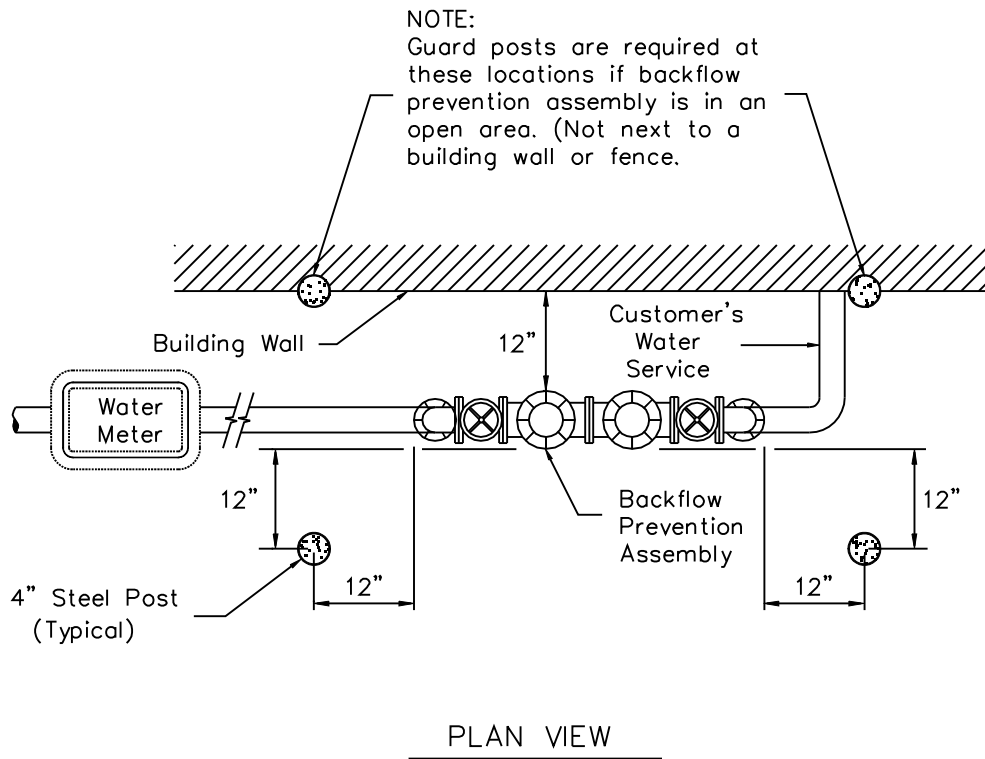 NOTE:
Guard posts are required at
these locations if backflow
prevention assembly is in an
open area. (Not next to a
building wall or fence.
Building Wall
12"
Customer's
Water
Service
Water
Meter
12"
12"
Backflow
Prevention
Assembly
4" Steel Post
(Typical)
12"
12"
PLAN VIEW